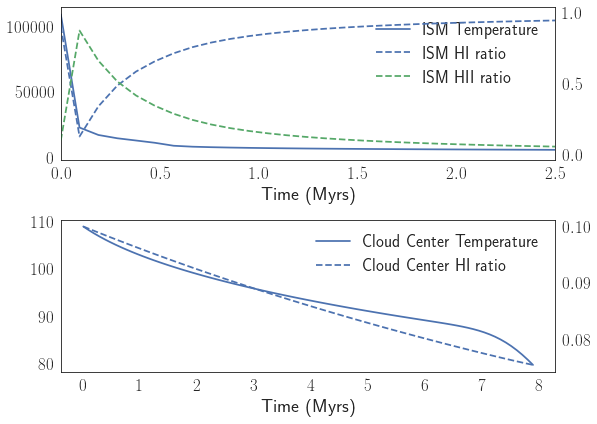 100000
50000
0
1.0
0.5
0.0
ISM Temperature
ISM HI ratio
ISM HII ratio
0.0 0.5 1.0 1.5 2.0 2.5
Time (Myrs)
110
100
90
80
0.10
0.09
0.08
Cloud Center Temperature
Cloud Center HI ratio
0 1 2 3 4 5 6 7 8
Time (Myrs)